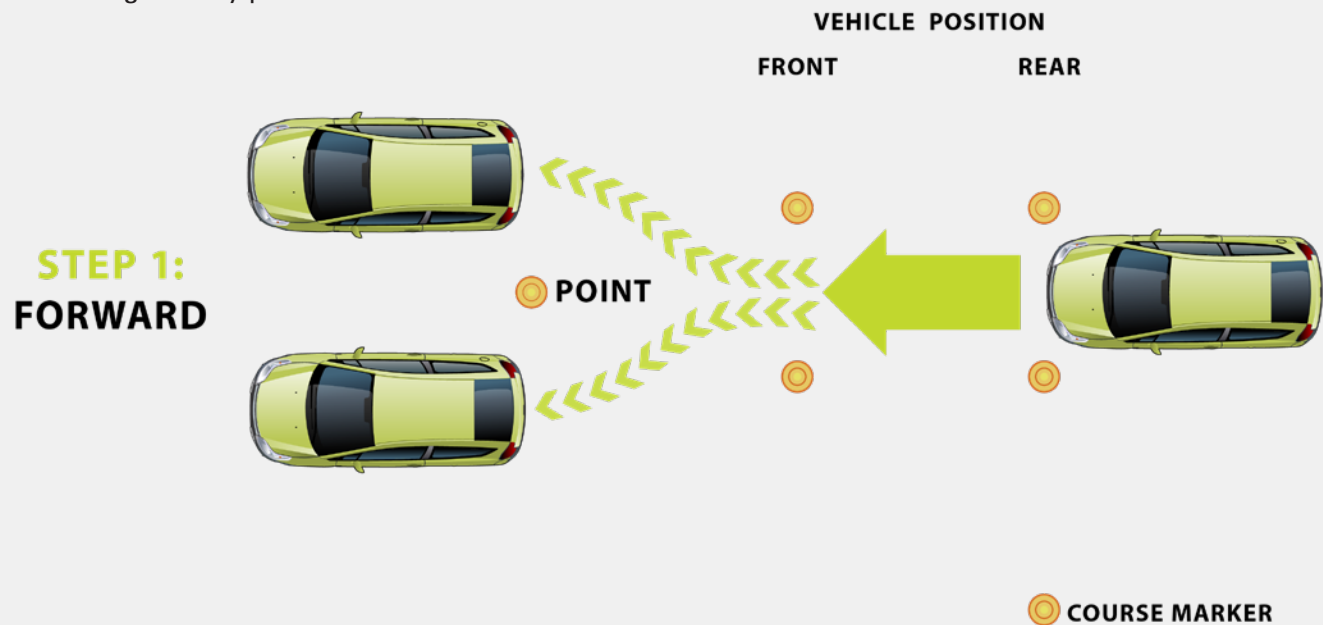 VEHICLE POSITION
FRONT REAR
STEP 1:
FORWARD
POINT
COURSE MARKER